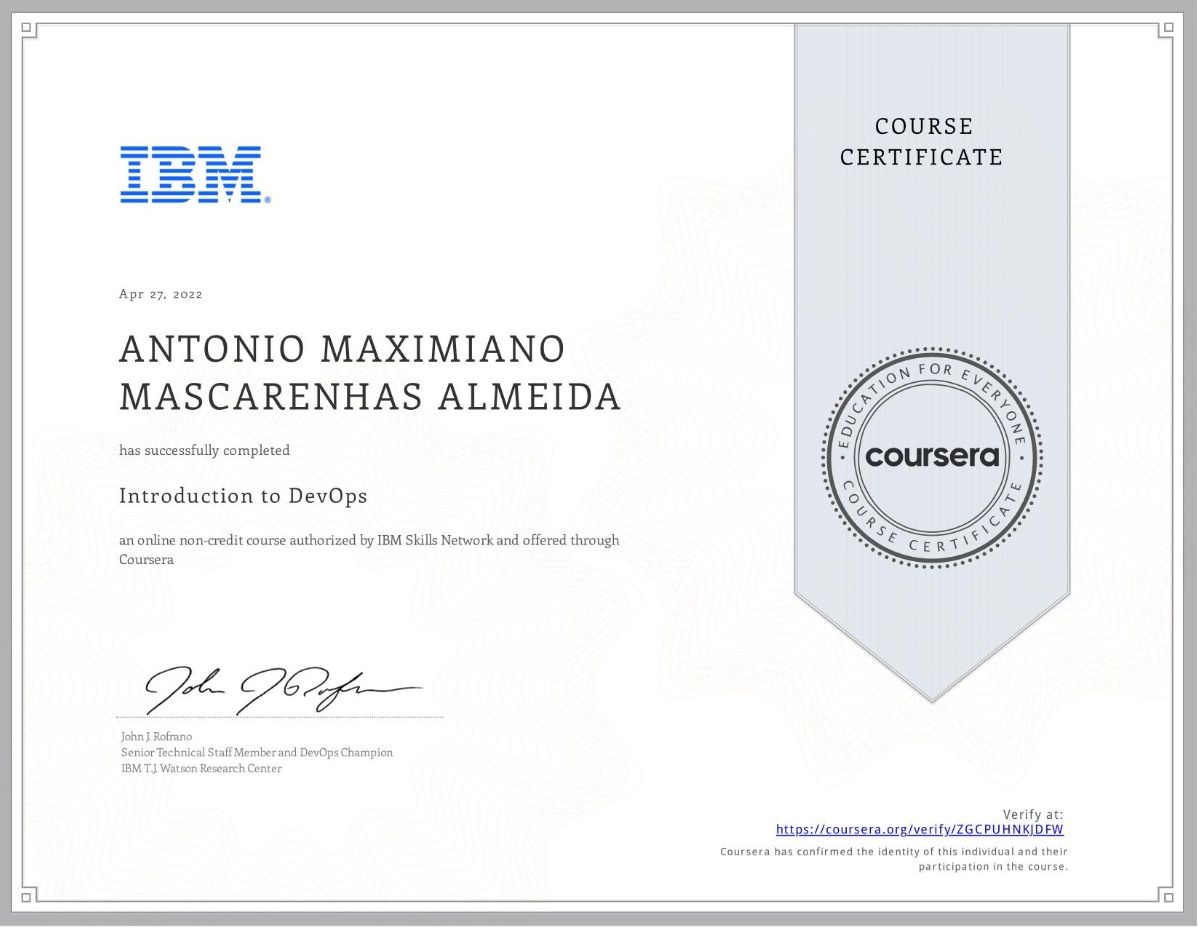 IBM®
COURSE
CERTIFICATE
Apr 27, 2022
ANTONIO MAXIMIANO
MASCARENHAS ALMEIDA
has successfully completed
Introduction to DevOps
an online non-credit course authorized by IBM Skills Network and offered through
Coursera
EDUCATION FOR EVERYONE
coursera
COURSE CERTIFICATE
John J Rofrano
John J. Rofrano
Senior Technical Staff Member and DevOps Champion
IBM T.J. Watson Research Center
Verify at:
https://coursera.org/verify/ZGCPUHNKJDFW
Coursera has confirmed the identity of this individual and their
participation in the course.